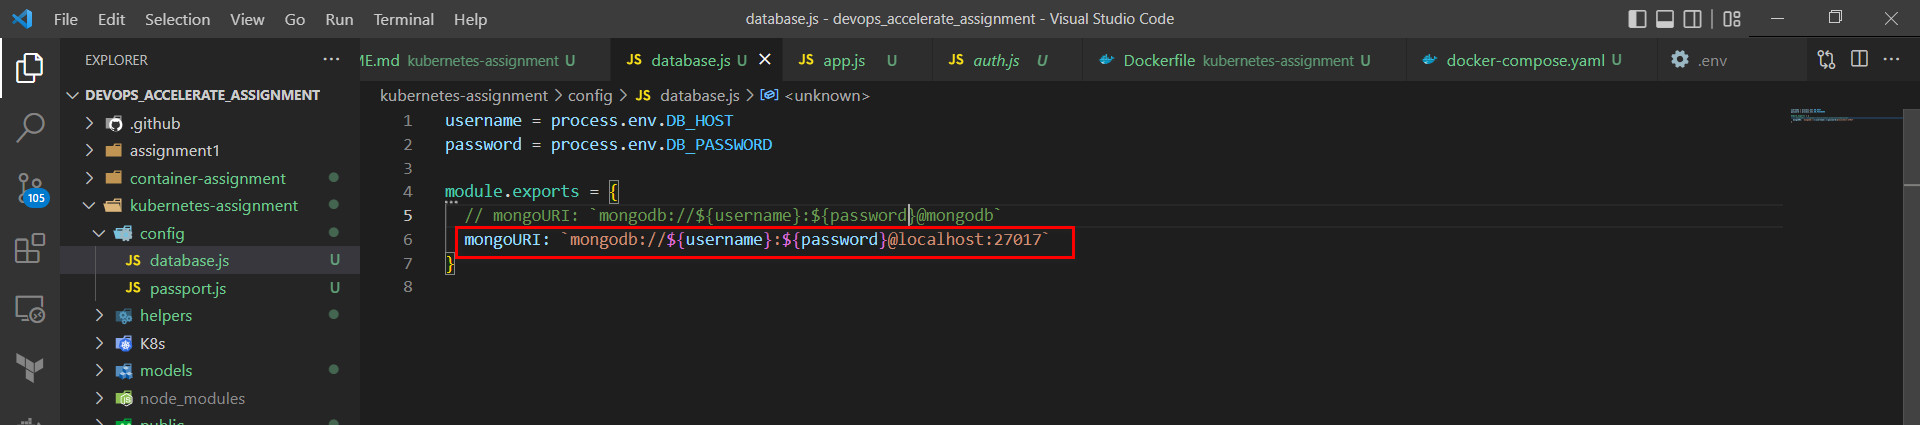 File Edit Selection View Go Run Terminal Help
database.js - devops_accelerate_assignment - Visual Studio Code
EXPLORER
ME.md kubernetes-assignment U
JS database.js U
JS app.js U
JS auth.js U
Dockerfile kubernetes-assignment U
docker-compose.yaml U
.env
DEVOPS_ACCELERATE_ASSIGNMENT
.github
assignment1
container-assignment
105
kubernetes-assignment
config
JS database.js U
JS passport.js U
helpers
K8s
models
node_modules
public
kubernetes-assignment > config > JS database.js > <unknown>
1 username = process.env.DB_HOST
2 password = process.env.DB_PASSWORD
3
4 module.exports = {
5 // mongoURI: `mongodb://${username}:${password}@mongodb`
6 mongoURI: `mongodb://${username}:${password}@localhost:27017`
7 }
8